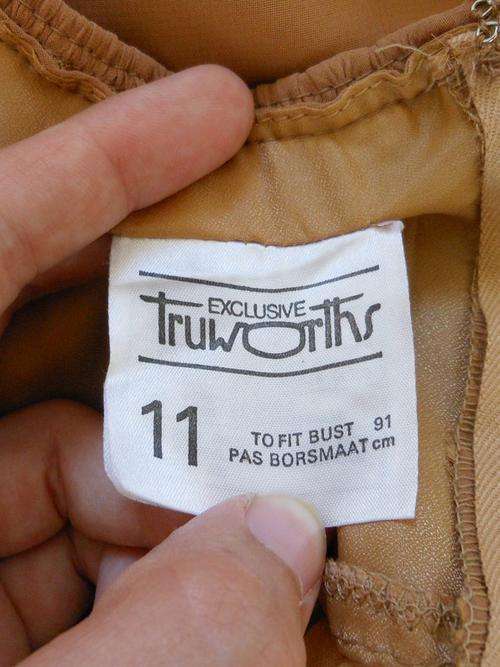 EXCLUSIVE
truworths
11
TO FIT BUST 91
PAS BORSMAAT cm